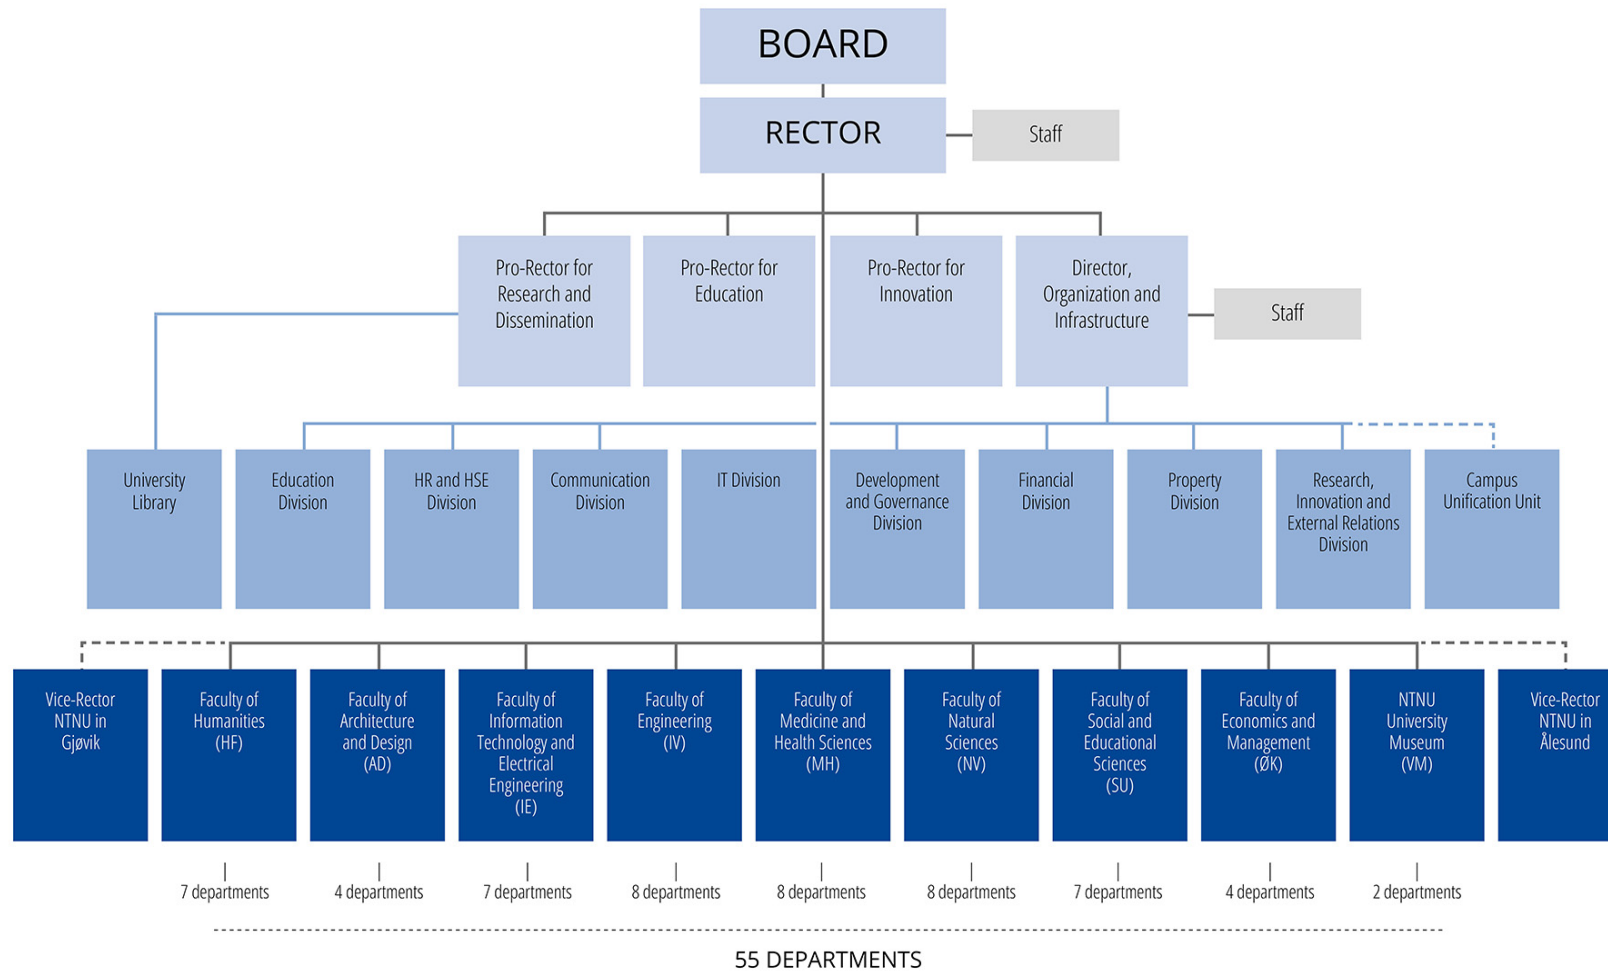 BOARD
RECTOR
Staff
Pro-Rector for
Research and
Dissemination
Pro-Rector for
Education
Pro-Rector for
Innovation
Director,
Organization and
Infrastructure
Staff
University
Library
Education
Division
HR and HSE
Division
Communication
Division
IT Division
Development
and Governance
Division
Financial
Division
Property
Division
Research,
Innovation and
External Relations
Division
Campus
Unification Unit
Vice-Rector
NTNU in
Gjøvik
Faculty of
Humanities
(HF)
Faculty of
Architecture
and Design
(AD)
Faculty of
Information
Technology and
Electrical
Engineering
(IE)
Faculty of
Engineering
(IV)
Faculty of
Medicine and
Health Sciences
(MH)
Faculty of
Natural
Sciences
(NV)
Faculty of
Social and
Educational
Sciences
(SU)
Faculty of
Economics and
Management
(ØK)
NTNU
University
Museum
(VM)
Vice-Rector
NTNU in
Ålesund
7 departments
4 departments
7 departments
8 departments
8 departments
8 departments
7 departments
4 departments
2 departments
55 DEPARTMENTS